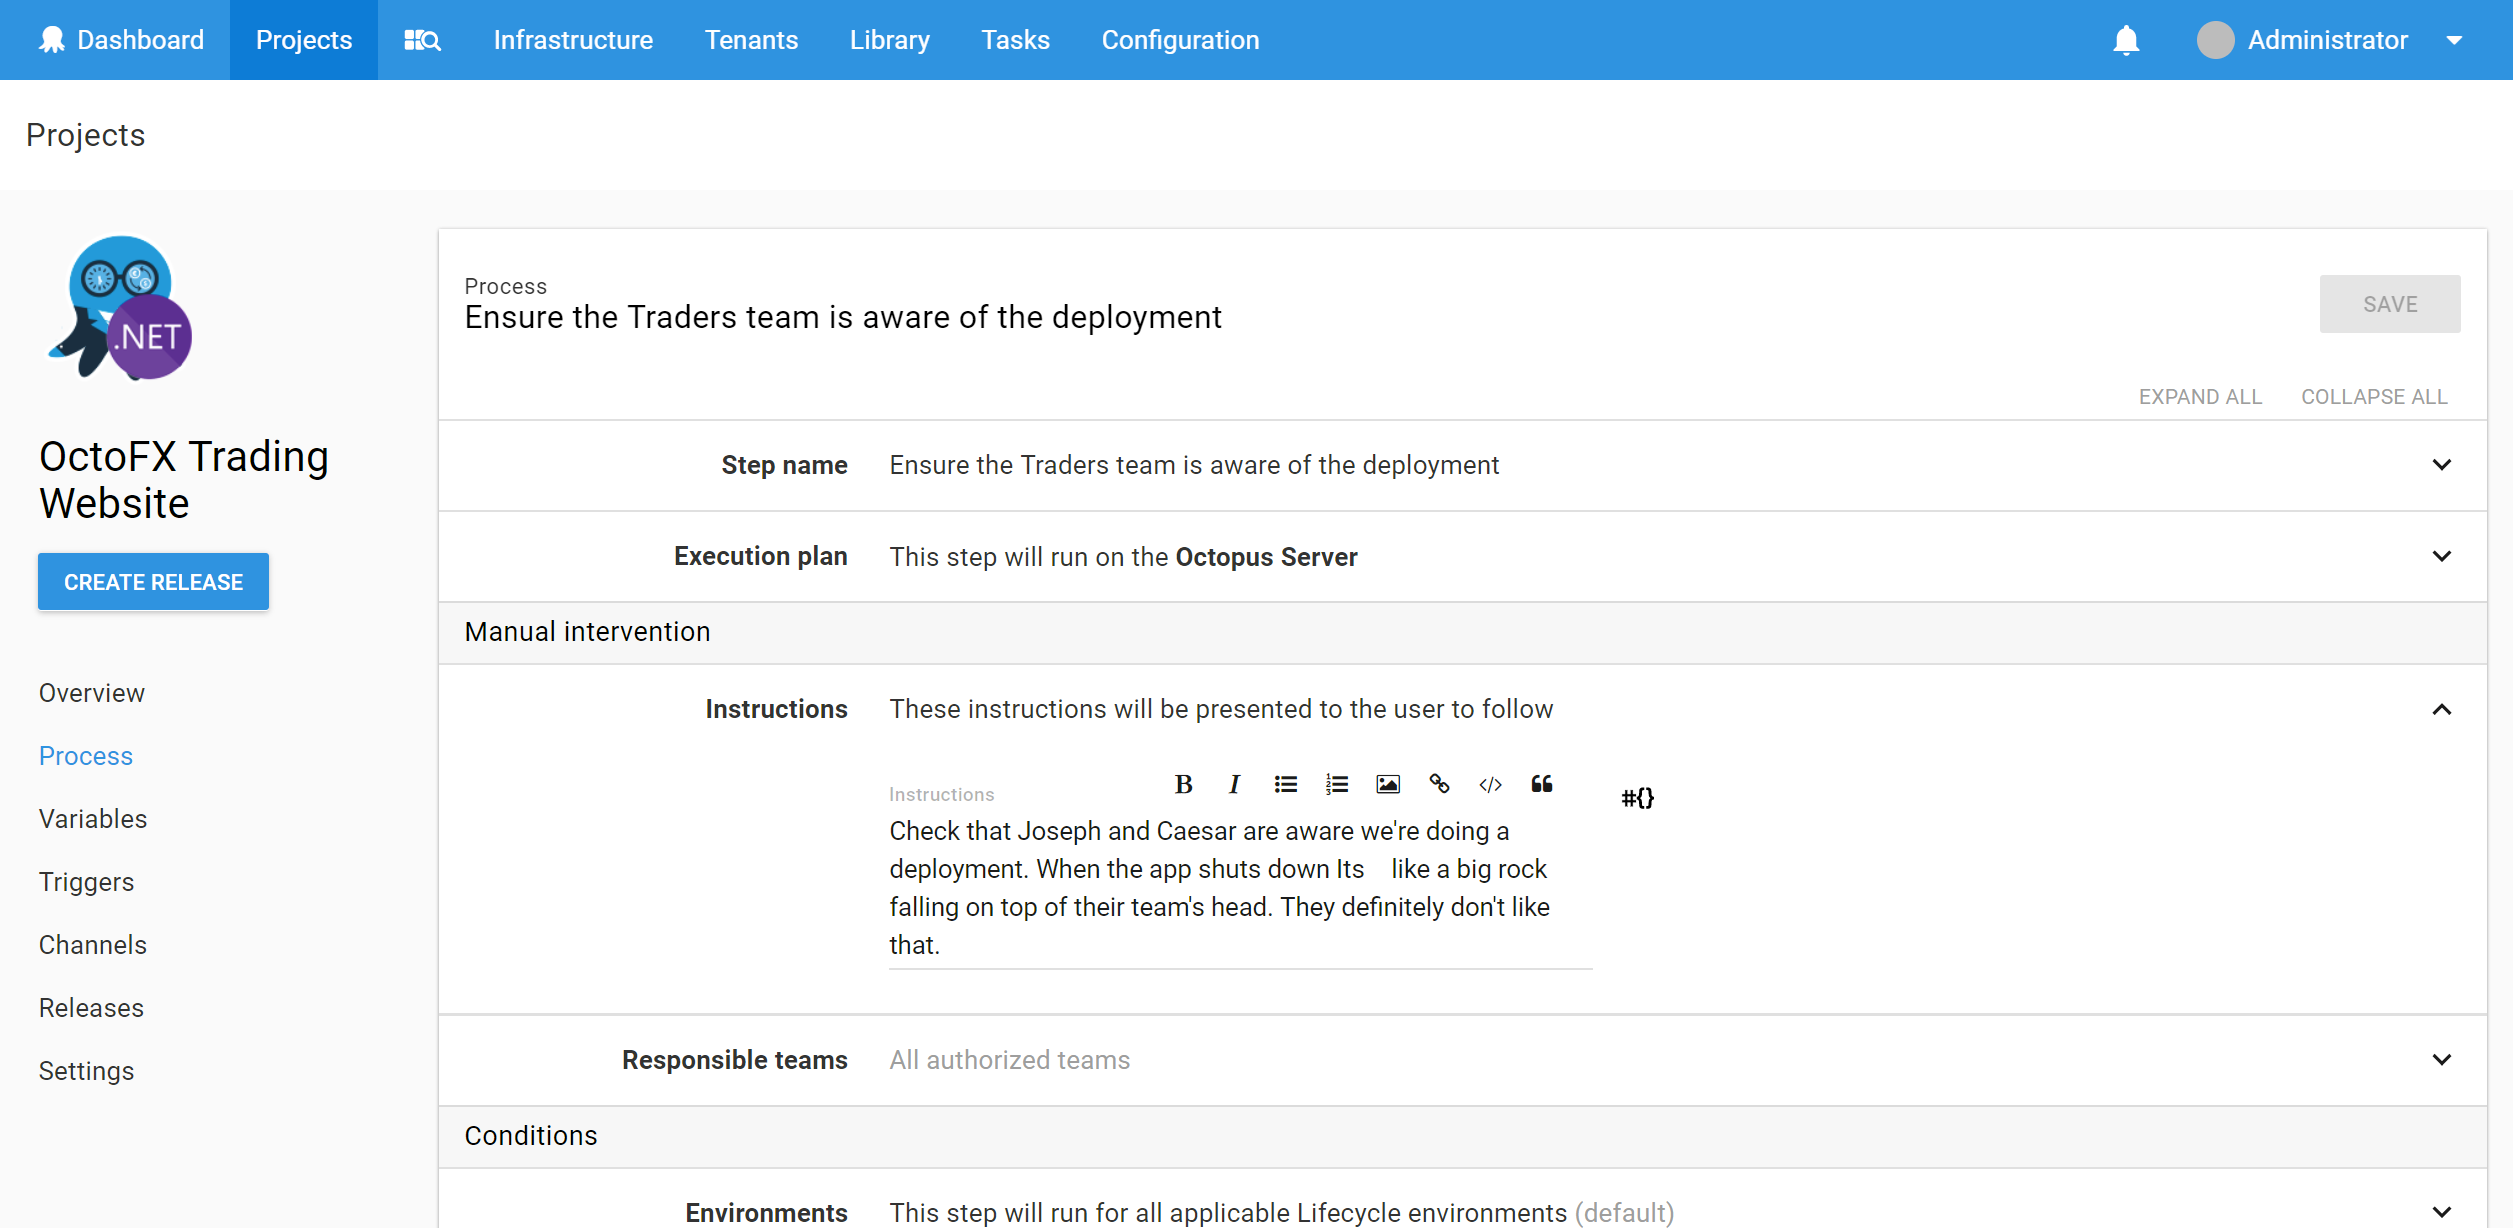 Dashboard Projects Infrastructure Tenants Library Tasks Configuration Administrator
Projects
.NET
OctoFX Trading
Website
CREATE RELEASE
Overview
Process
Variables
Triggers
Channels
Releases
Settings
Process
Ensure the Traders team is aware of the deployment
SAVE
EXPAND ALL COLLAPSE ALL
Step name Ensure the Traders team is aware of the deployment
Execution plan This step will run on the Octopus Server
Manual intervention
Instructions These instructions will be presented to the user to follow
Instructions B I </> #{}
Check that Joseph and Caesar are aware we're doing a
deployment. When the app shuts down Its    like a big rock
falling on top of their team's head. They definitely don't like
that.
Responsible teams All authorized teams
Conditions
Environments This step will run for all applicable Lifecycle environments (default)